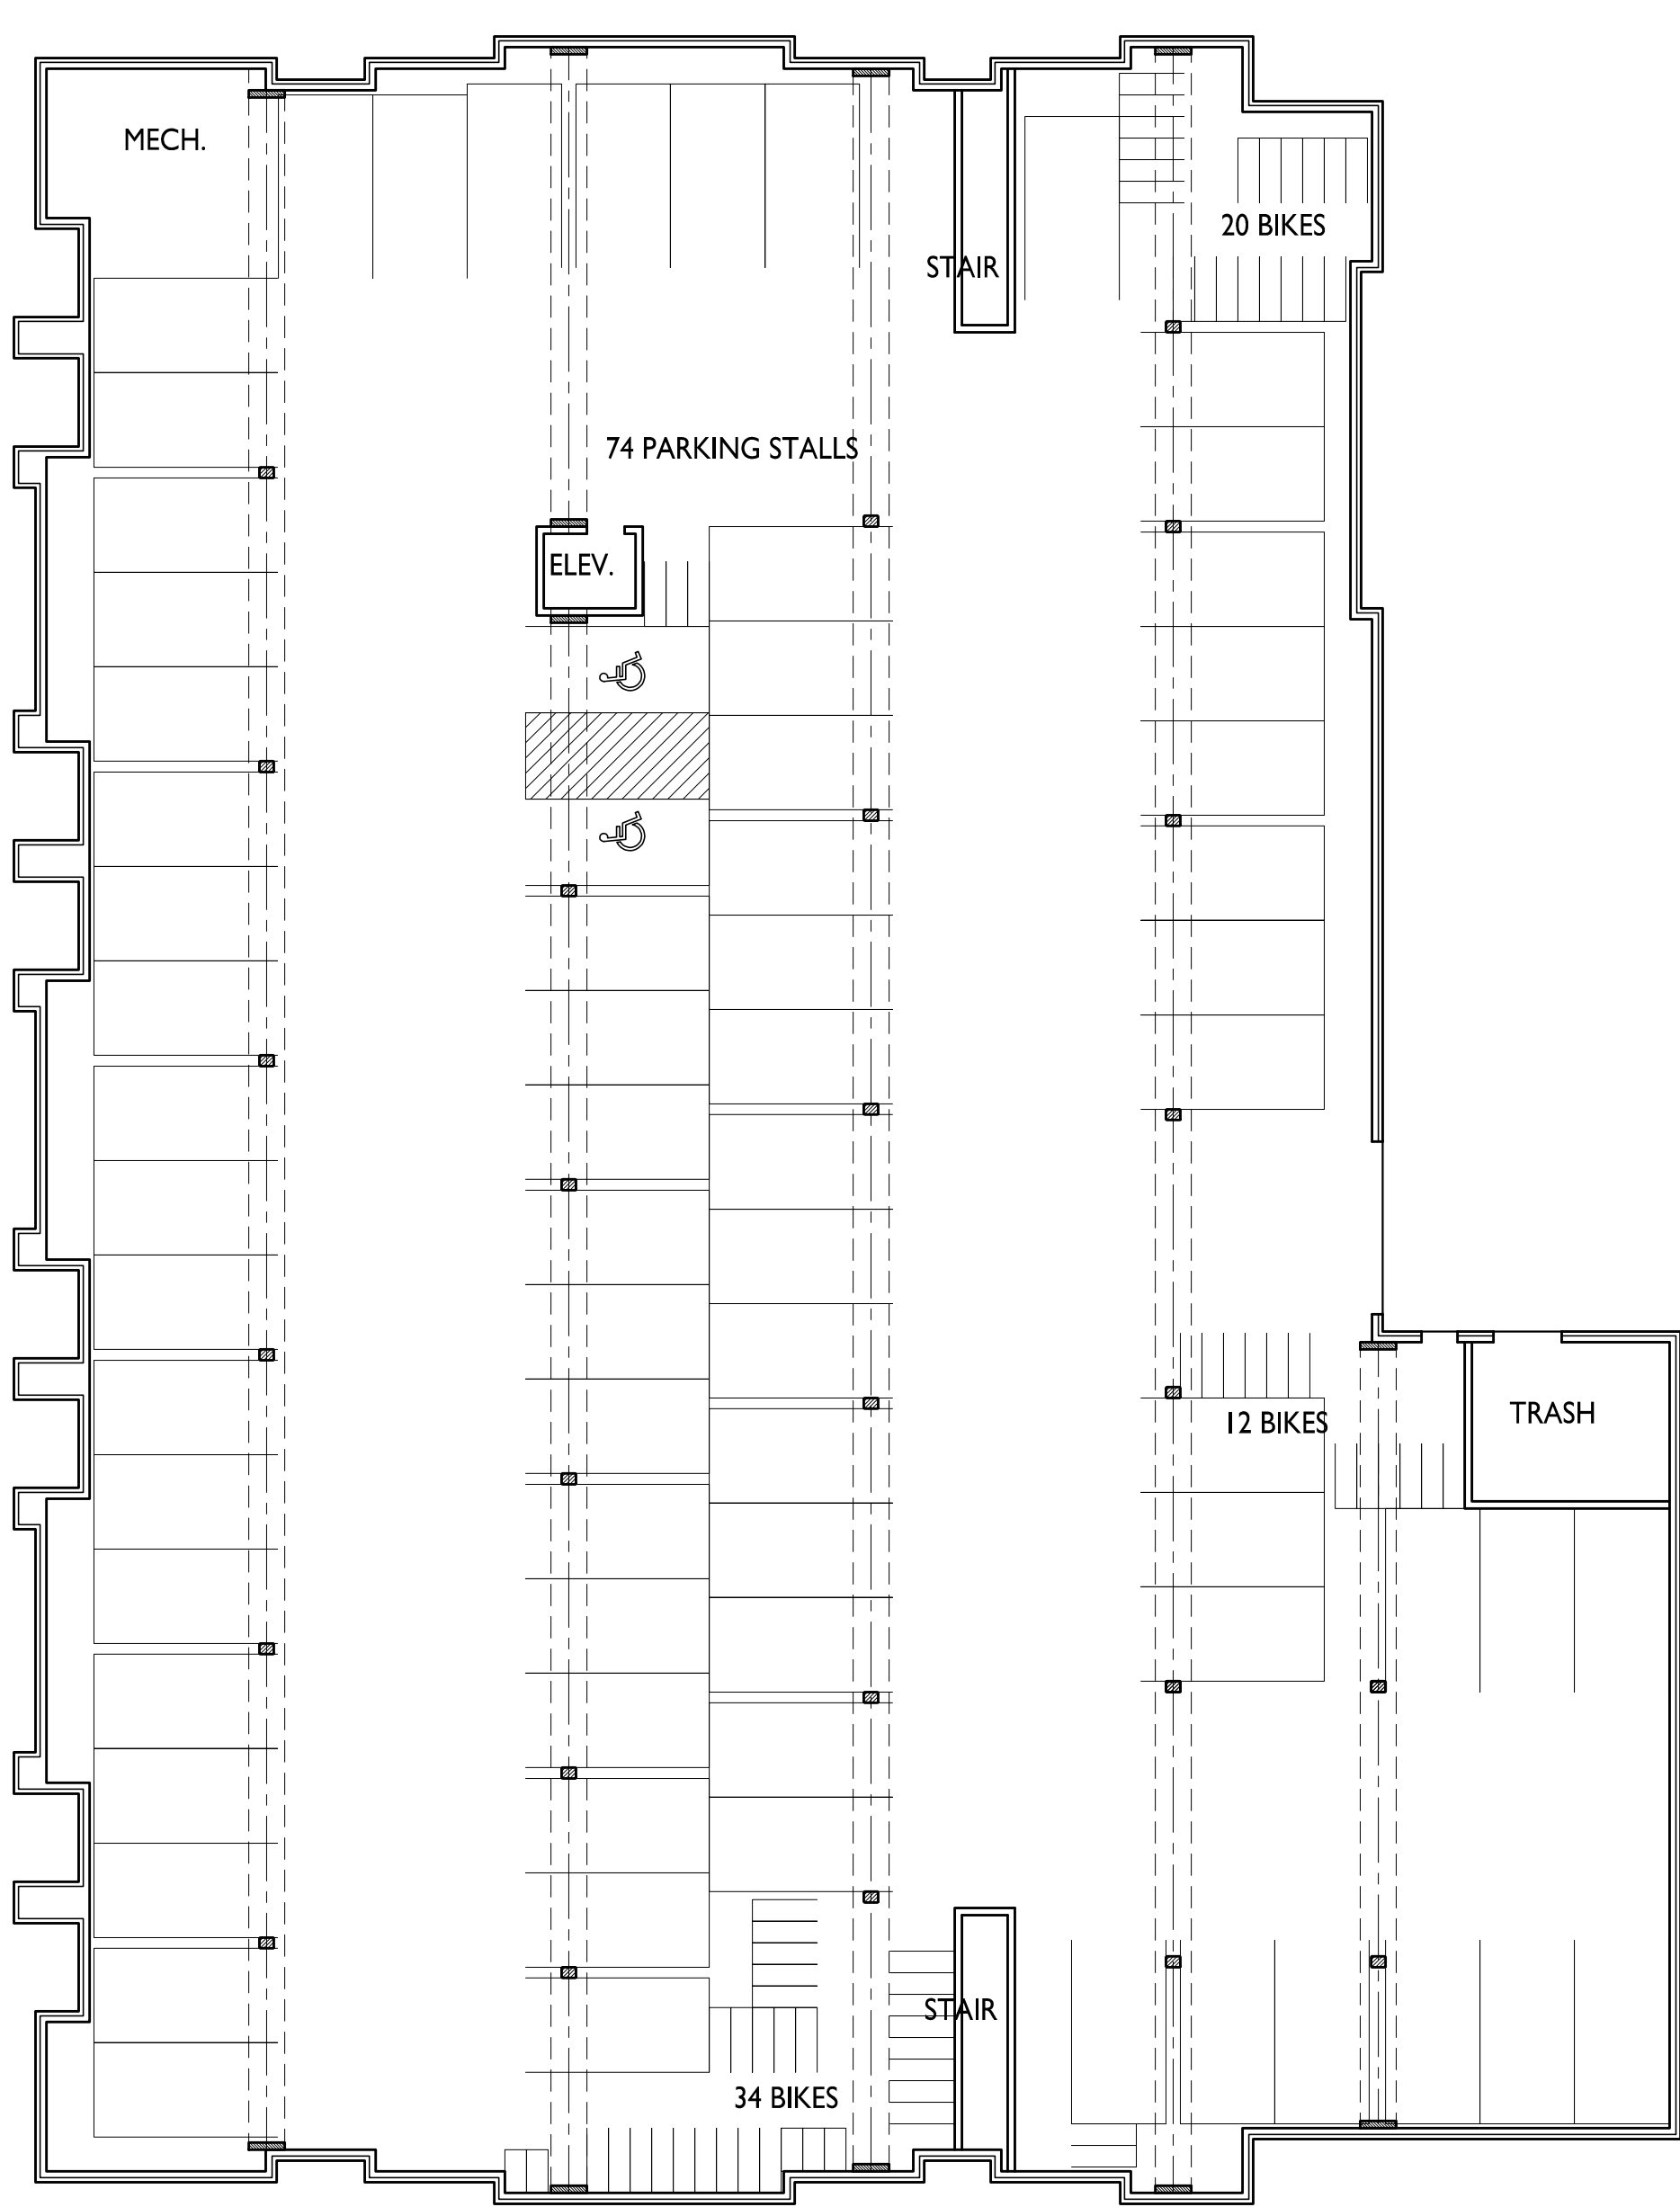 MECH.
20 BIKES
STAIR
74 PARKING STALLS
ELEV.
12 BIKES
TRASH
STAIR
34 BIKES